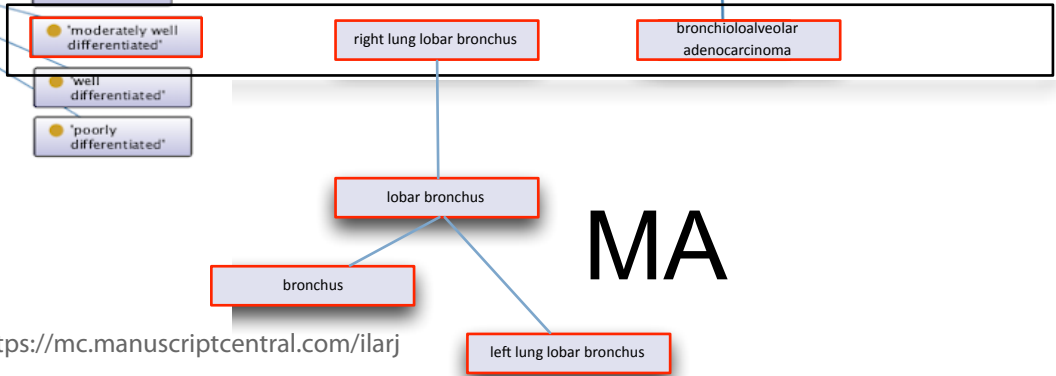 'moderately well
differentiated'
right lung lobar bronchus
bronchioloalveolar
adenocarcinoma
'well
differentiated'
'poorly
differentiated'
lobar bronchus
MA
bronchus
tps://mc.manuscriptcentral.com/ilarj
left lung lobar bronchus